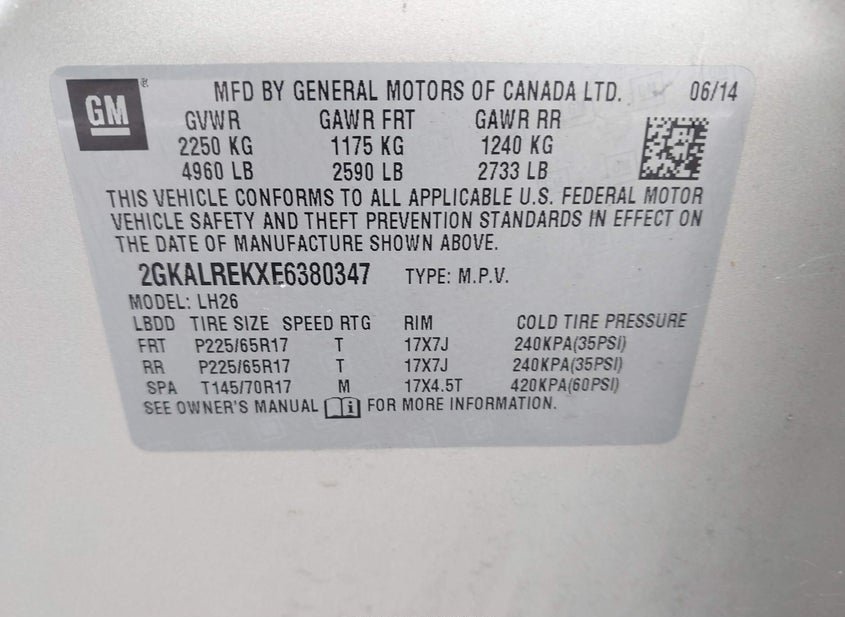 GM ® MFD BY GENERAL MOTORS OF CANADA LTD. 06/14
GVWR GAWR FRT GAWR RR
2250 KG 1175 KG 1240 KG
4960 LB 2590 LB 2733 LB
THIS VEHICLE CONFORMS TO ALL APPLICABLE U.S. FEDERAL MOTOR
VEHICLE SAFETY AND THEFT PREVENTION STANDARDS IN EFFECT ON
THE DATE OF MANUFACTURE SHOWN ABOVE.
2GKALREKXE6380347 TYPE: M.P.V.
MODEL: LH26
LBDD TIRE SIZE SPEED RTG RIM COLD TIRE PRESSURE
FRT P225/65R17 T 17X7J 240KPA(35PSI)
RR P225/65R17 T 17X7J 240KPA(35PSI)
SPA T145/70R17 M 17X4.5T 420KPA(60PSI)
SEE OWNER'S MANUAL FOR MORE INFORMATION.